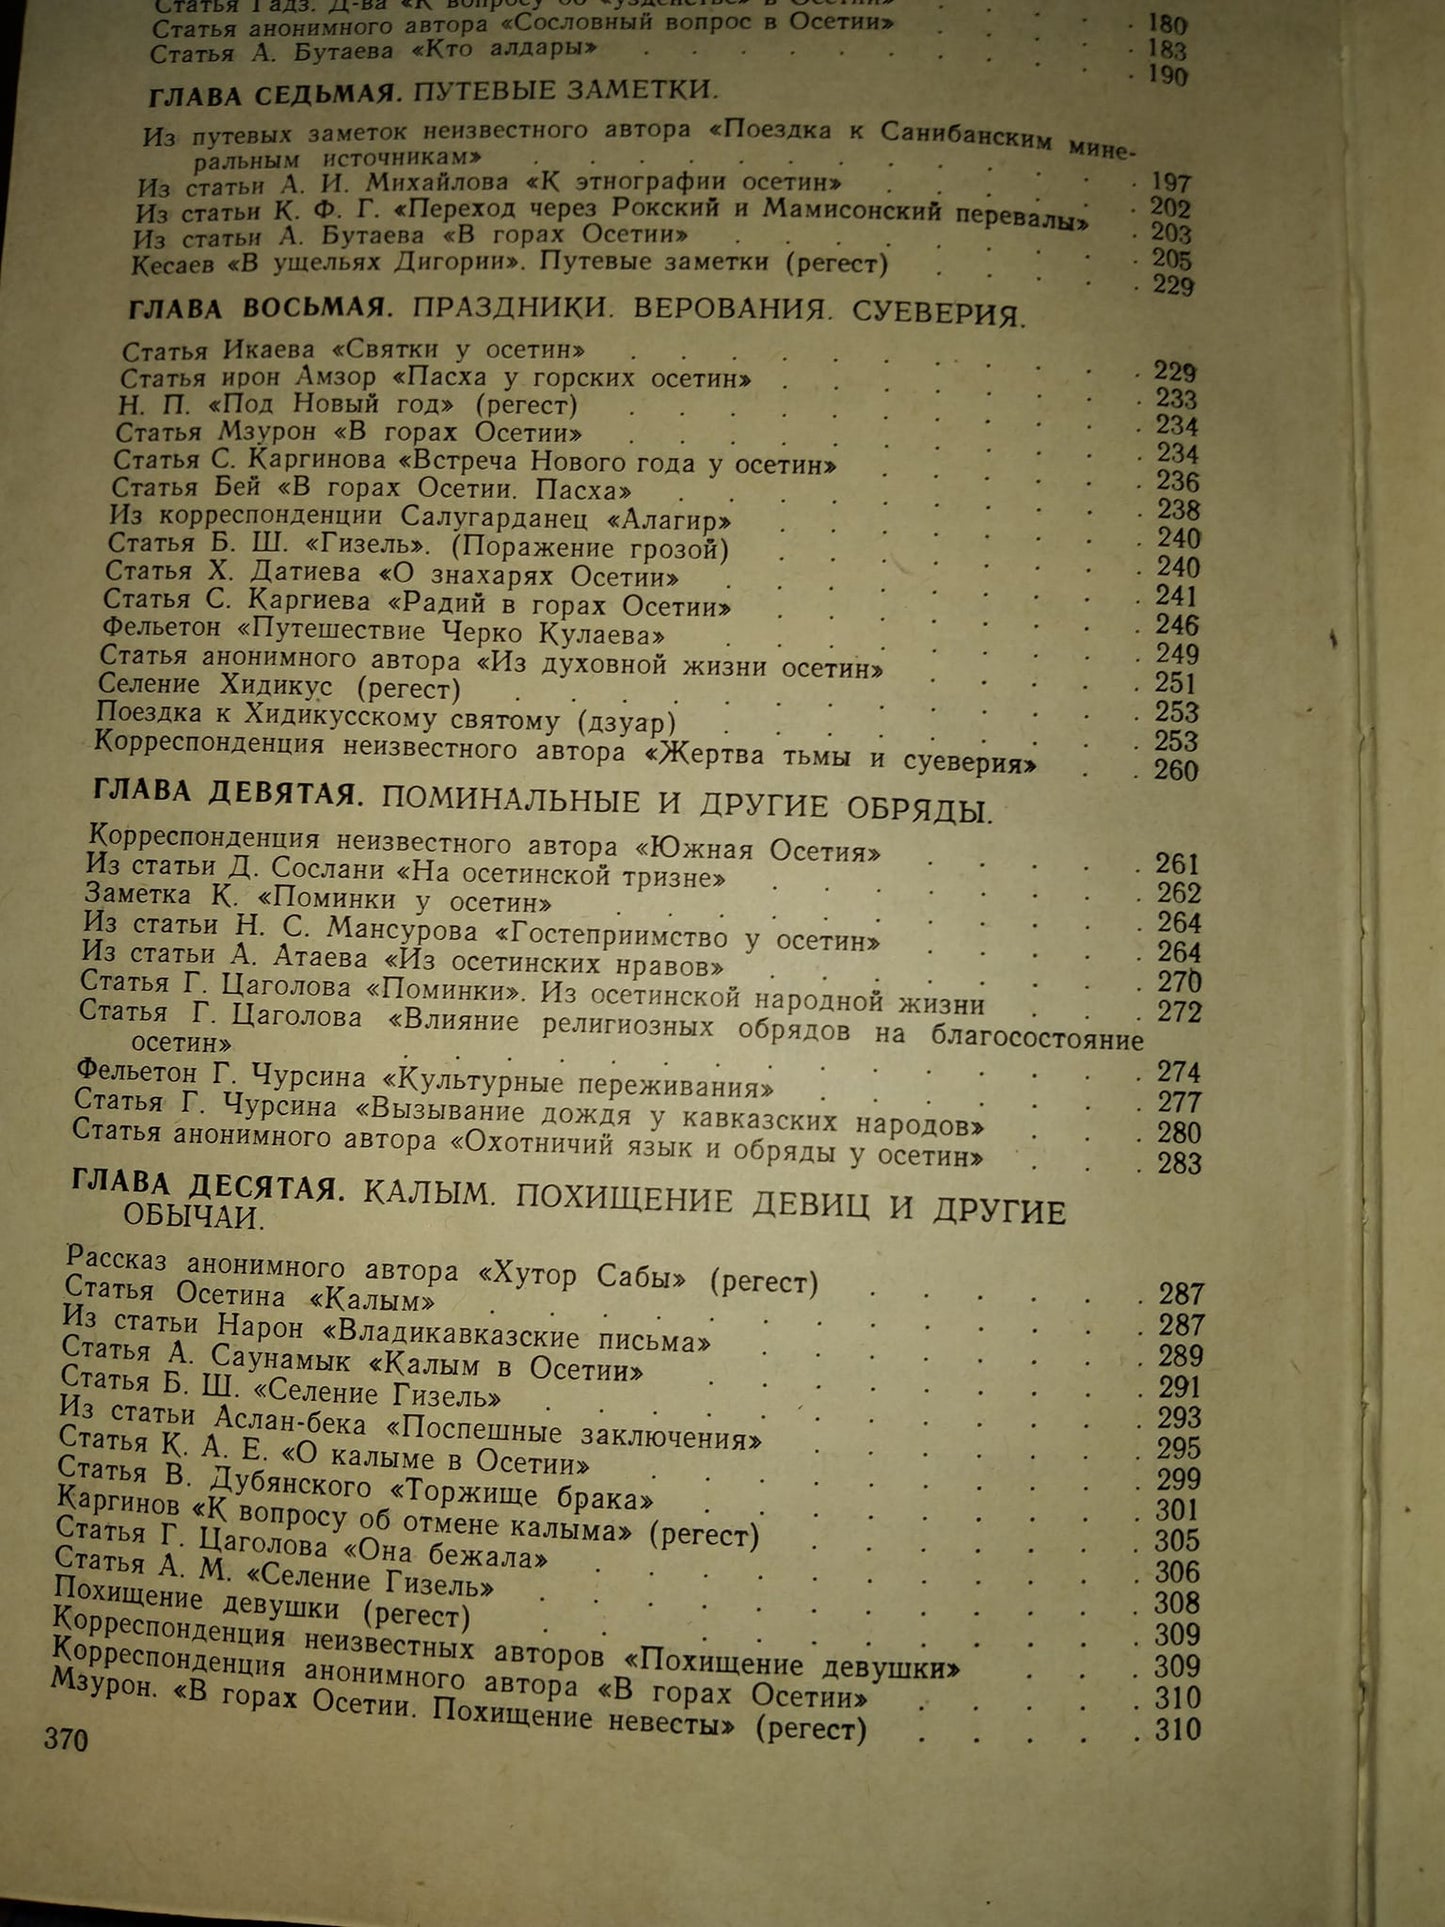 Статья Гадз. Д-ва «К вопросу об «узденстве» в Осетии» . . . . 180
Статья анонимного автора «Сословный вопрос в Осетии» . . . . 183
Статья А. Бутаева «Кто алдары» . . . . . . . . . . 190
ГЛАВА СЕДЬМАЯ. ПУТЕВЫЕ ЗАМЕТКИ.
Из путевых заметок неизвестного автора «Поездка к Санибанским мине-
ральным источникам» . . . . . . . . . . . . 197
Из статьи А. И. Михайлова «К этнографии осетин» . . . . . 202
Из статьи К. Ф. Г. «Переход через Рокский и Мамисонский перевалы» . 203
Из статьи А. Бутаева «В горах Осетии» . . . . . . . . 205
Кесаев «В ущельях Дигории». Путевые заметки (регест) . . . . 229
ГЛАВА ВОСЬМАЯ. ПРАЗДНИКИ. ВЕРОВАНИЯ. СУЕВЕРИЯ.
Статья Икаева «Святки у осетин» . . . . . . . . . . 229
Статья ирон Амзор «Пасха у горских осетин» . . . . . . . 233
Н. П. «Под Новый год» (регест) . . . . . . . . . . 234
Статья Мзурон «В горах Осетии» . . . . . . . . . . 234
Статья С. Каргинова «Встреча Нового года у осетин» . . . . . 236
Статья Бей «В горах Осетии. Пасха» . . . . . . . . . 238
Из корреспонденции Салугарданец «Алагир» . . . . . . . 240
Статья Б. Ш. «Гизель». (Поражение грозой) . . . . . . . 240
Статья Х. Датиева «О знахарях Осетии» . . . . . . . . 241
Статья С. Каргиева «Радий в горах Осетии» . . . . . . . 246
Фельетон «Путешествие Черко Кулаева» . . . . . . . . 249
Статья анонимного автора «Из духовной жизни осетин» . . . . 251
Селение Хидикус (регест) . . . . . . . . . . . . 253
Поездка к Хидикусскому святому (дзуар) . . . . . . . . 253
Корреспонденция неизвестного автора «Жертва тьмы и суеверия» . . 260
ГЛАВА ДЕВЯТАЯ. ПОМИНАЛЬНЫЕ И ДРУГИЕ ОБРЯДЫ.
Корреспонденция неизвестного автора «Южная Осетия» . . . . . 261
Из статьи Д. Сослани «На осетинской тризне» . . . . . . . 262
Заметка К. «Поминки у осетин» . . . . . . . . . . 264
Из статьи Н. С. Мансурова «Гостеприимство у осетин» . . . . . 264
Из статьи А. Атаева «Из осетинских нравов» . . . . . . . 270
Статья Г. Цаголова «Поминки». Из осетинской народной жизни . . . 272
Статья Г. Цаголова «Влияние религиозных обрядов на благосостояние
осетин» . . . . . . . . . . . . . . 274
Фельетон Г. Чурсина «Культурные переживания» . . . . . . . 277
Статья Г. Чурсина «Вызывание дождя у кавказских народов» . . . 280
Статья анонимного автора «Охотничий язык и обряды у осетин» . . . 283
ГЛАВА ДЕСЯТАЯ. КАЛЫМ. ПОХИЩЕНИЕ ДЕВИЦ И ДРУГИЕ
ОБЫЧАИ.
Рассказ анонимного автора «Хутор Сабы» (регест) . . . . . . 287
Статья Осетина «Калым» . . . . . . . . . . . . . 287
Из статьи Нарон «Владикавказские письма» . . . . . . . . 289
Статья А. Саунамык «Калым в Осетии» . . . . . . . . . 291
Статья Б. Ш. «Селение Гизель» . . . . . . . . . . . 293
Из статьи Аслан-бека «Поспешные заключения» . . . . . . . 295
Статья К. А. Е. «О калыме в Осетии» . . . . . . . . . . 299
Статья В. Дубянского «Торжище брака» . . . . . . . . . 301
Каргинов «К вопросу об отмене калыма» (регест) . . . . . . . 305
Статья Г. Цаголова «Она бежала» . . . . . . . . . . . 306
Статья А. М. «Селение Гизель» . . . . . . . . . . . . 308
Похищение девушки (регест) . . . . . . . . . . . . 309
Корреспонденция неизвестных авторов «Похищение девушки» . . . 309
Корреспонденция анонимного автора «В горах Осетии» . . . . . 310
Мзурон. «В горах Осетии. Похищение невесты» (регест) . . . . . 310
370